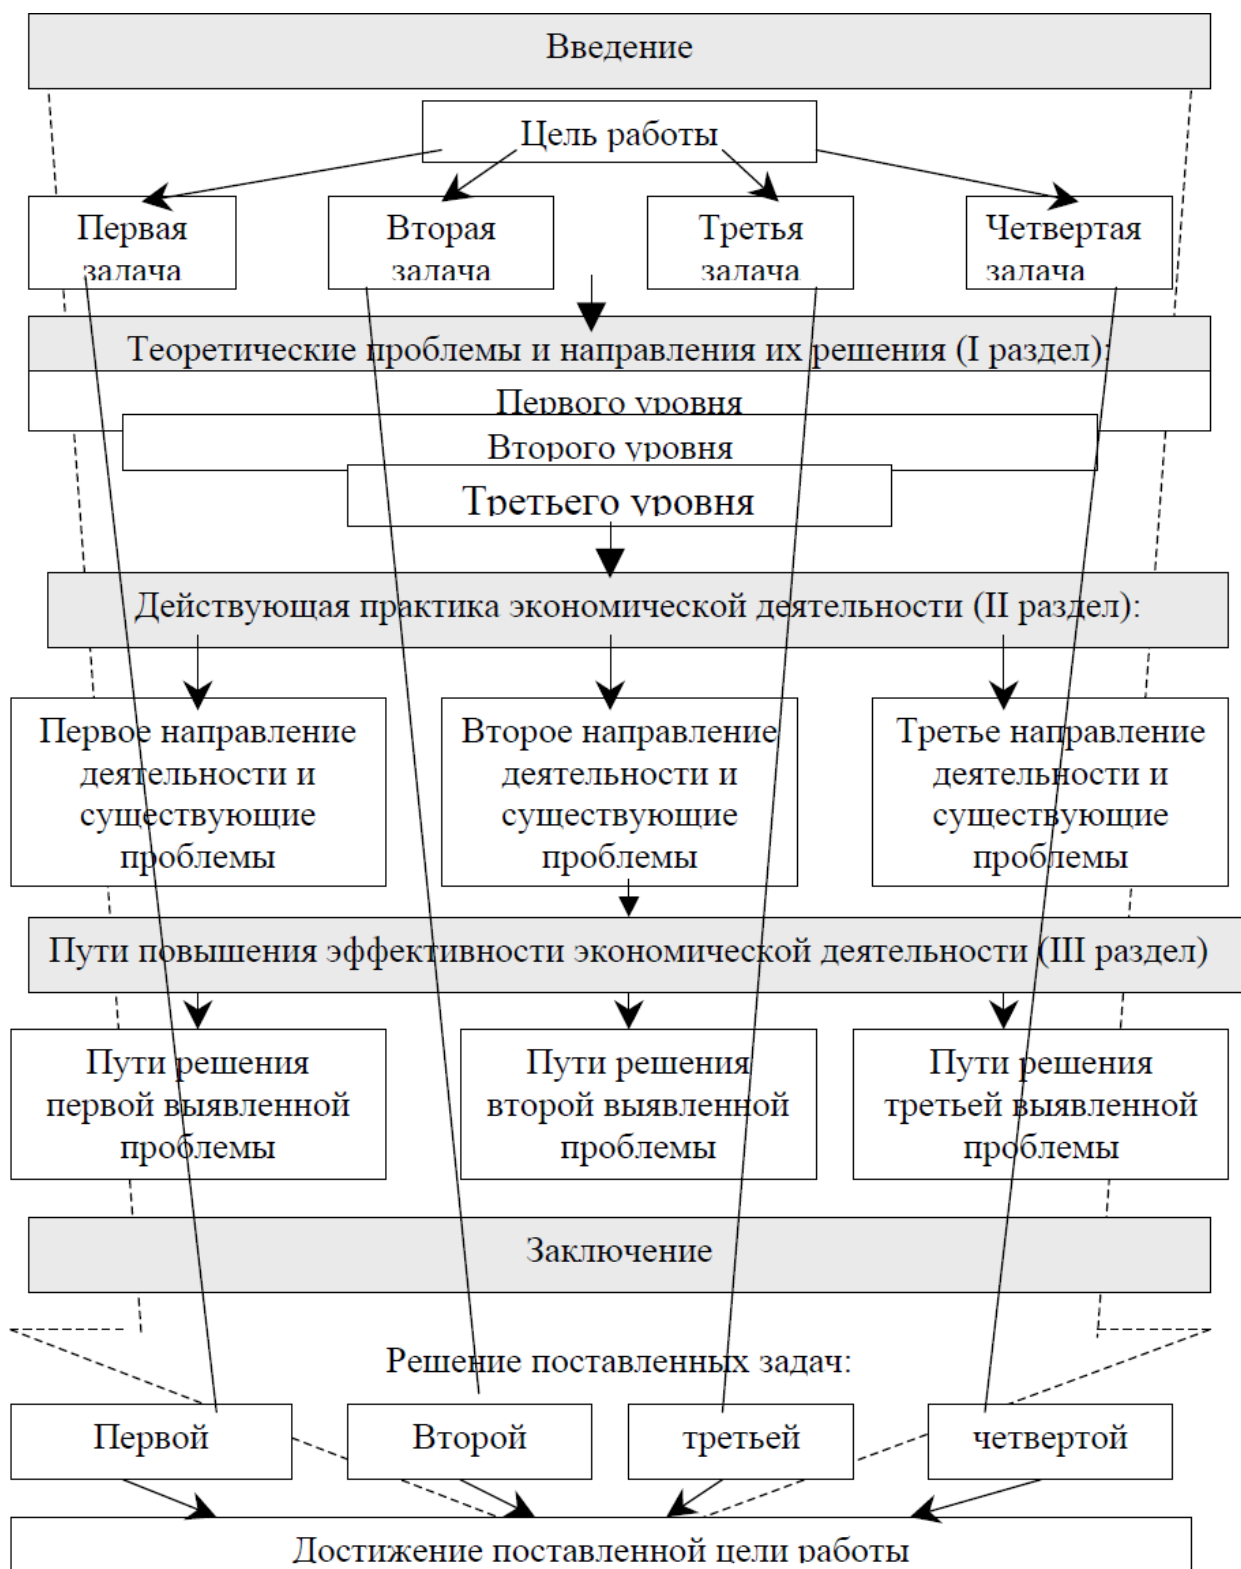 Введение
Цель работы
Первая
задача
Вторая
задача
Третья
задача
Четвертая
задача
Теоретические проблемы и направления их решения (I раздел):
Первого уровня
Второго уровня
Третьего уровня
Действующая практика экономической деятельности (II раздел):
Первое направление
деятельности и
существующие
проблемы
Второе направление
деятельности и
существующие
проблемы
Третье направление
деятельности и
существующие
проблемы
Пути повышения эффективности экономической деятельности (III раздел)
Пути решения
первой выявленной
проблемы
Пути решения
второй выявленной
проблемы
Пути решения
третьей выявленной
проблемы
Заключение
Решение поставленных задач:
Первой
Второй
третьей
четвертой
Достижение поставленной цели работы